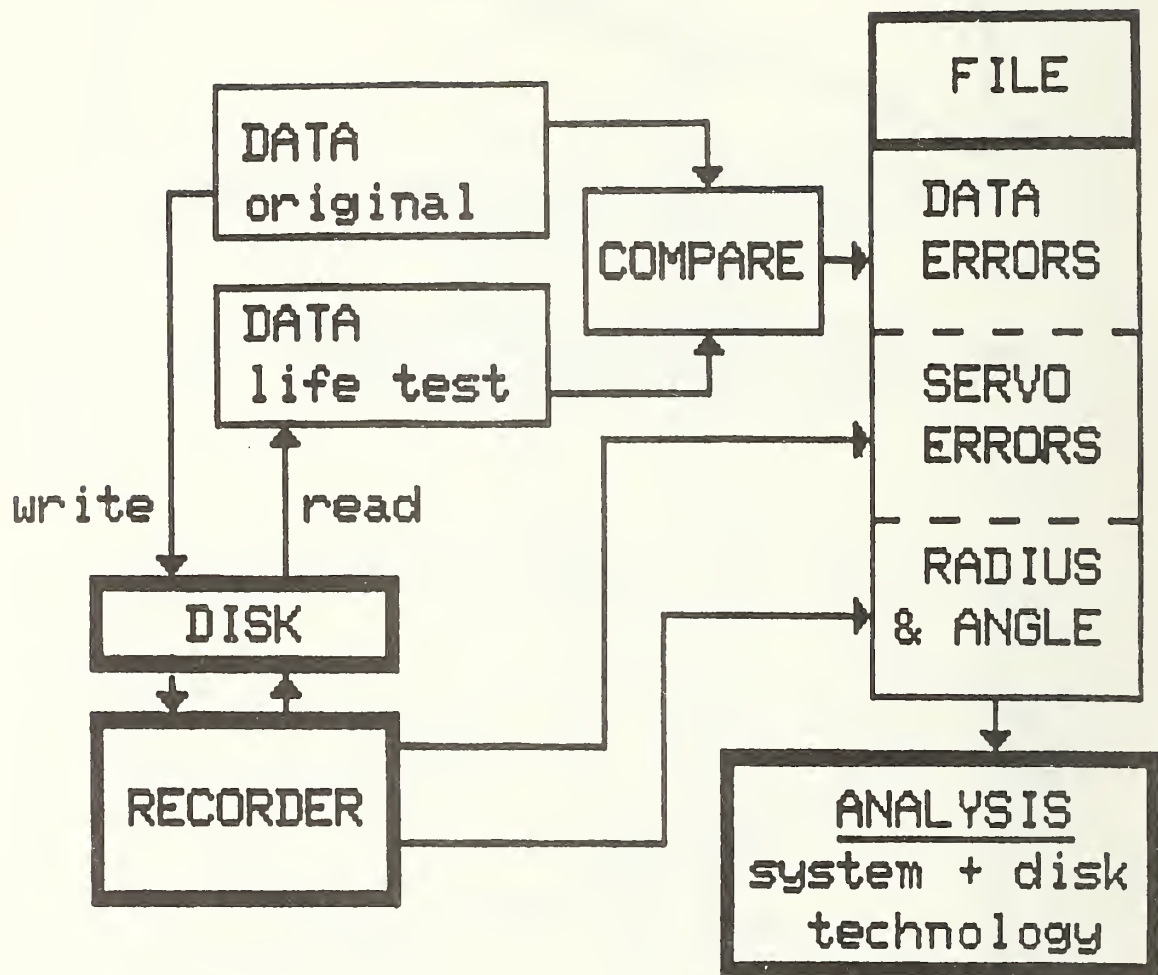 FILE
DATA
original
DATA
ERRORS
COMPARE
DATA
life test
SERVO
ERRORS
write
read
RADIUS
& ANGLE
DISK
RECORDER
ANALYSIS
system + disk
technology